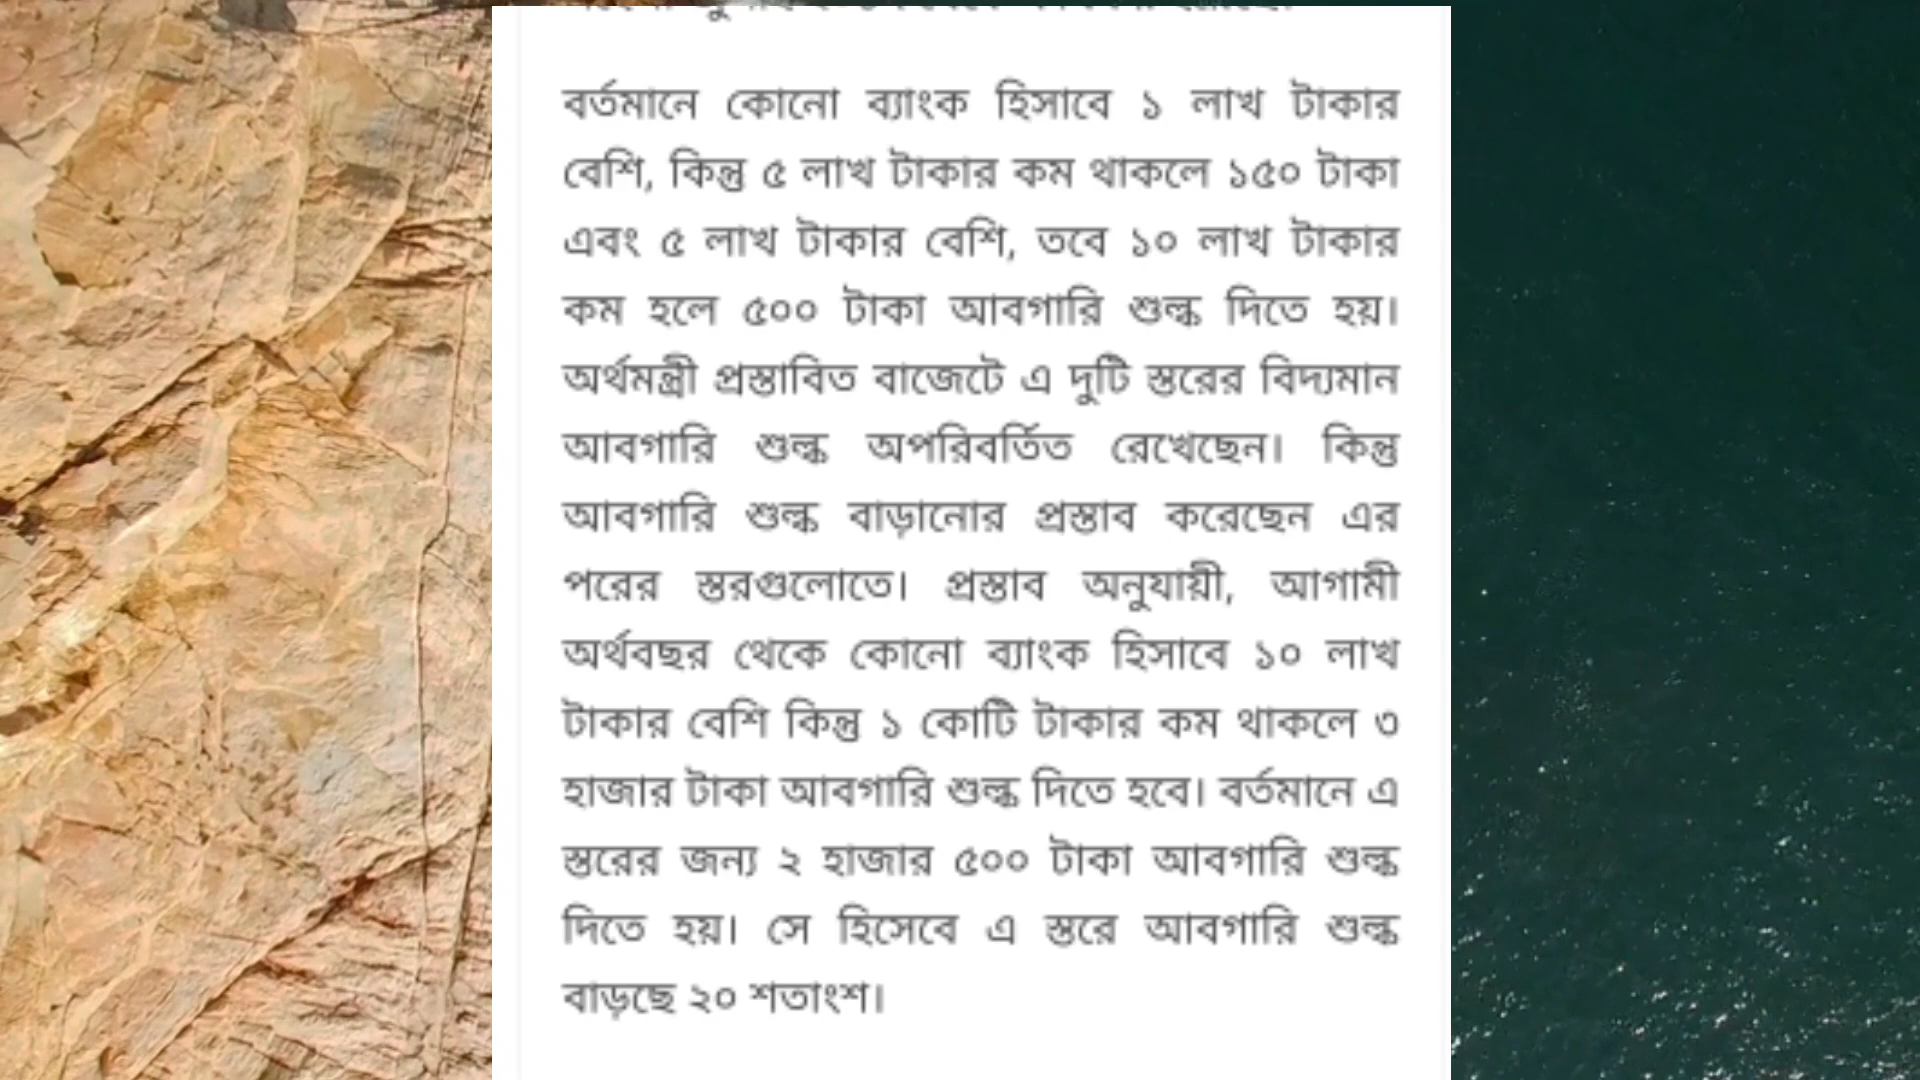 বর্তমানে কোনো ব্যাংক হিসাবে ১ লাখ টাকার
বেশি, কিন্তু ৫ লাখ টাকার কম থাকলে ১৫০ টাকা
এবং ৫ লাখ টাকার বেশি, তবে ১০ লাখ টাকার
কম হলে ৫০০ টাকা আবগারি শুল্ক দিতে হয়।
অর্থমন্ত্রী প্রস্তাবিত বাজেটে এ দুটি স্তরের বিদ্যমান
আবগারি শুল্ক অপরিবর্তিত রেখেছেন। কিন্তু
আবগারি শুল্ক বাড়ানোর প্রস্তাব করেছেন এর
পরের স্তরগুলোতে। প্রস্তাব অনুযায়ী, আগামী
অর্থবছর থেকে কোনো ব্যাংক হিসাবে ১০ লাখ
টাকার বেশি কিন্তু ১ কোটি টাকার কম থাকলে ৩
হাজার টাকা আবগারি শুল্ক দিতে হবে। বর্তমানে এ
স্তরের জন্য ২ হাজার ৫০০ টাকা আবগারি শুল্ক
দিতে হয়। সে হিসেবে এ স্তরে আবগারি শুল্ক
বাড়ছে ২০ শতাংশ।